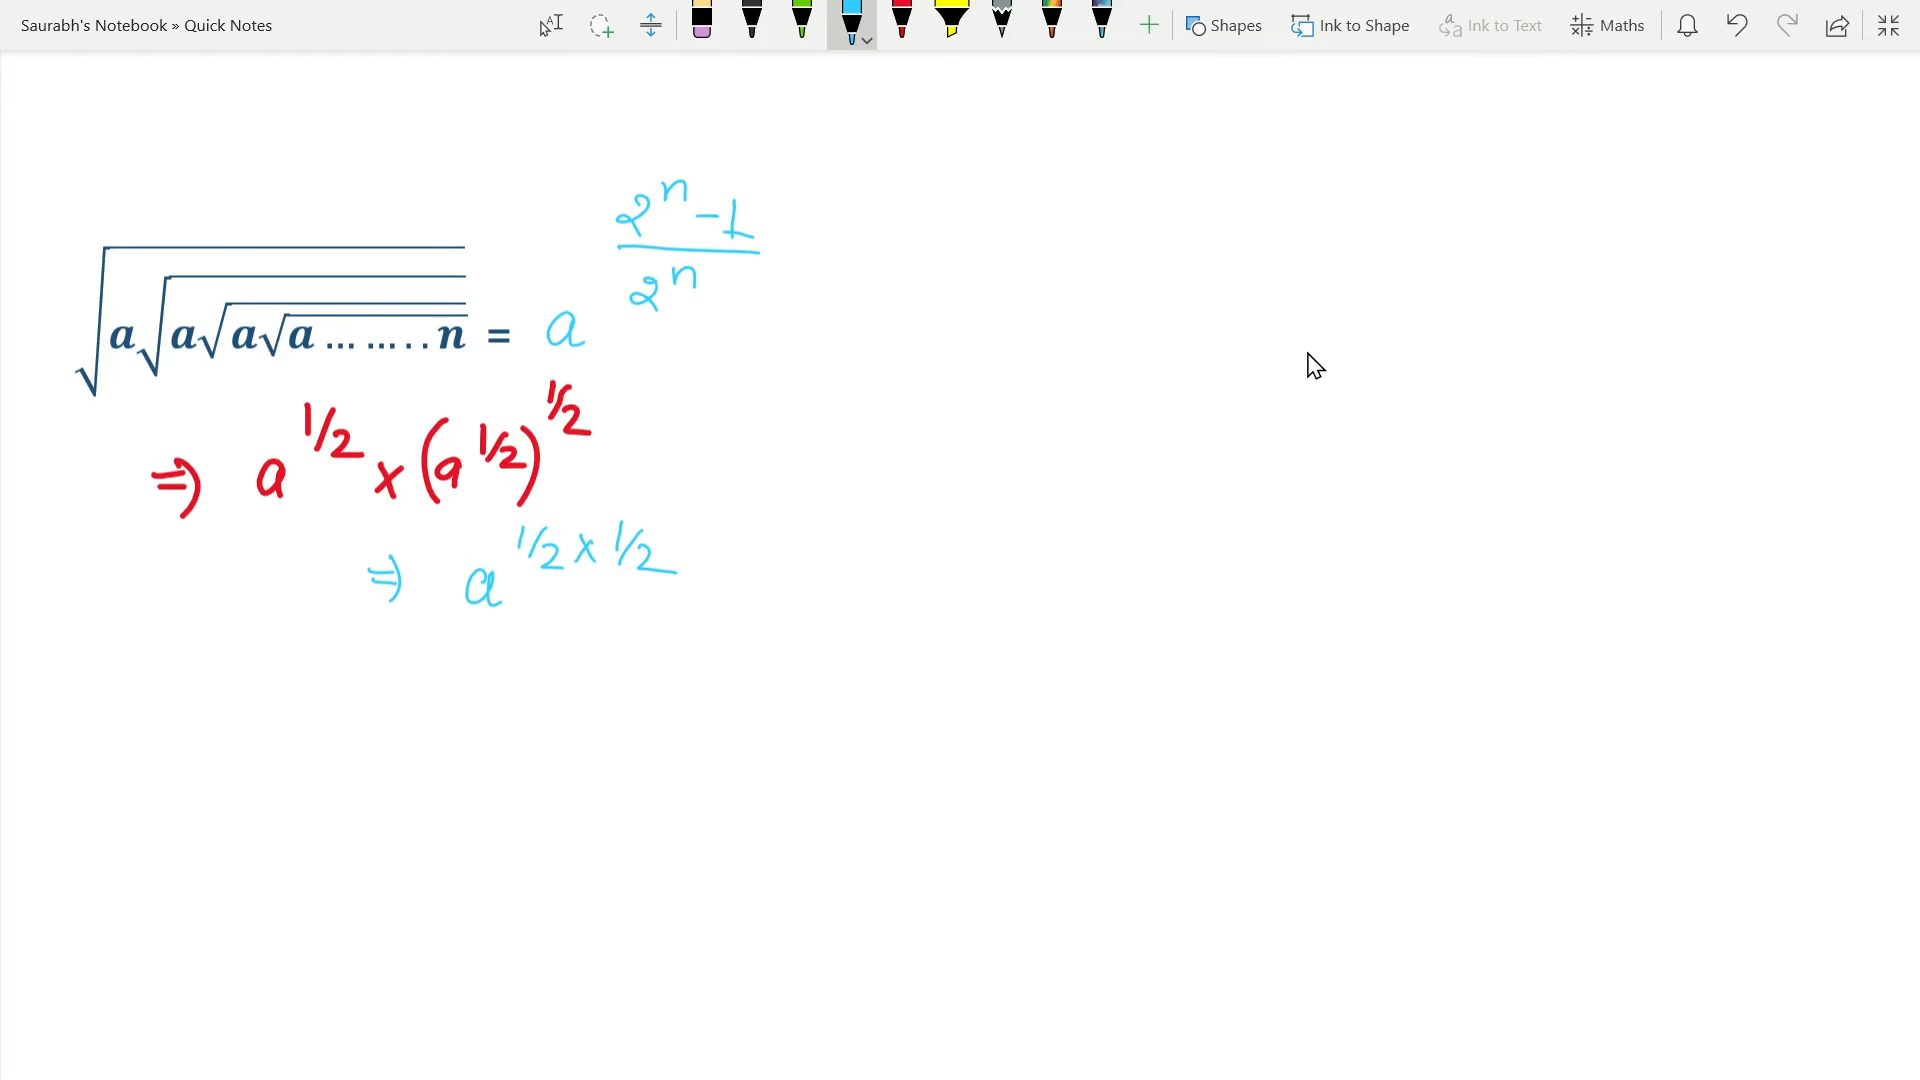 Saurabh's Notebook » Quick Notes
Shapes
Ink to Shape
Ink to Text
Maths
√(a√(a√(a√(a ... ... . . n)))) = a^((2^n - 1)/(2^n))
⇒ a^(1/2) × (a^(1/2))^(1/2)
⇒ a^(1/2 × 1/2)